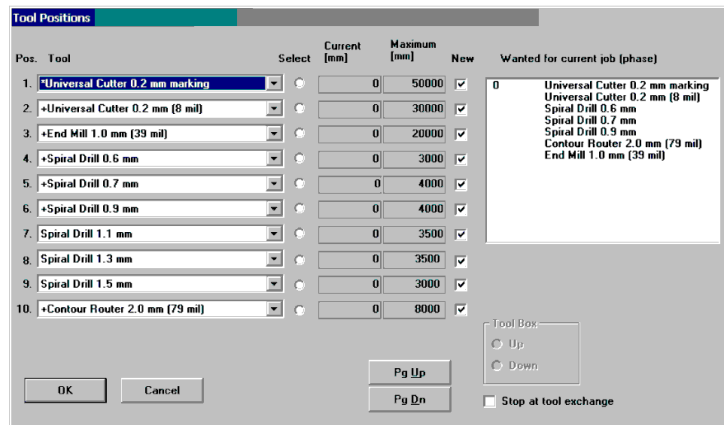 Tool Positions
Pos. Tool Select Current [mm] Maximum [mm] New Wanted for current job (phase)
1. *Universal Cutter 0.2 mm marking 0 50000
2. +Universal Cutter 0.2 mm (8 mil) 0 30000
3. +End Mill 1.0 mm (39 mil) 0 20000
4. +Spiral Drill 0.6 mm 0 3000
5. +Spiral Drill 0.7 mm 0 4000
6. +Spiral Drill 0.9 mm 0 4000
7. Spiral Drill 1.1 mm 0 3500
8. Spiral Drill 1.3 mm 0 3500
9. Spiral Drill 1.5 mm 0 3000
10. +Contour Router 2.0 mm (79 mil) 0 8000
0 Universal Cutter 0.2 mm marking
Universal Cutter 0.2 mm (8 mil)
Spiral Drill 0.6 mm
Spiral Drill 0.7 mm
Spiral Drill 0.9 mm
Contour Router 2.0 mm (79 mil)
End Mill 1.0 mm (39 mil)
Tool Box
Up
Down
Pg Up
Pg Dn
OK Cancel
Stop at tool exchange